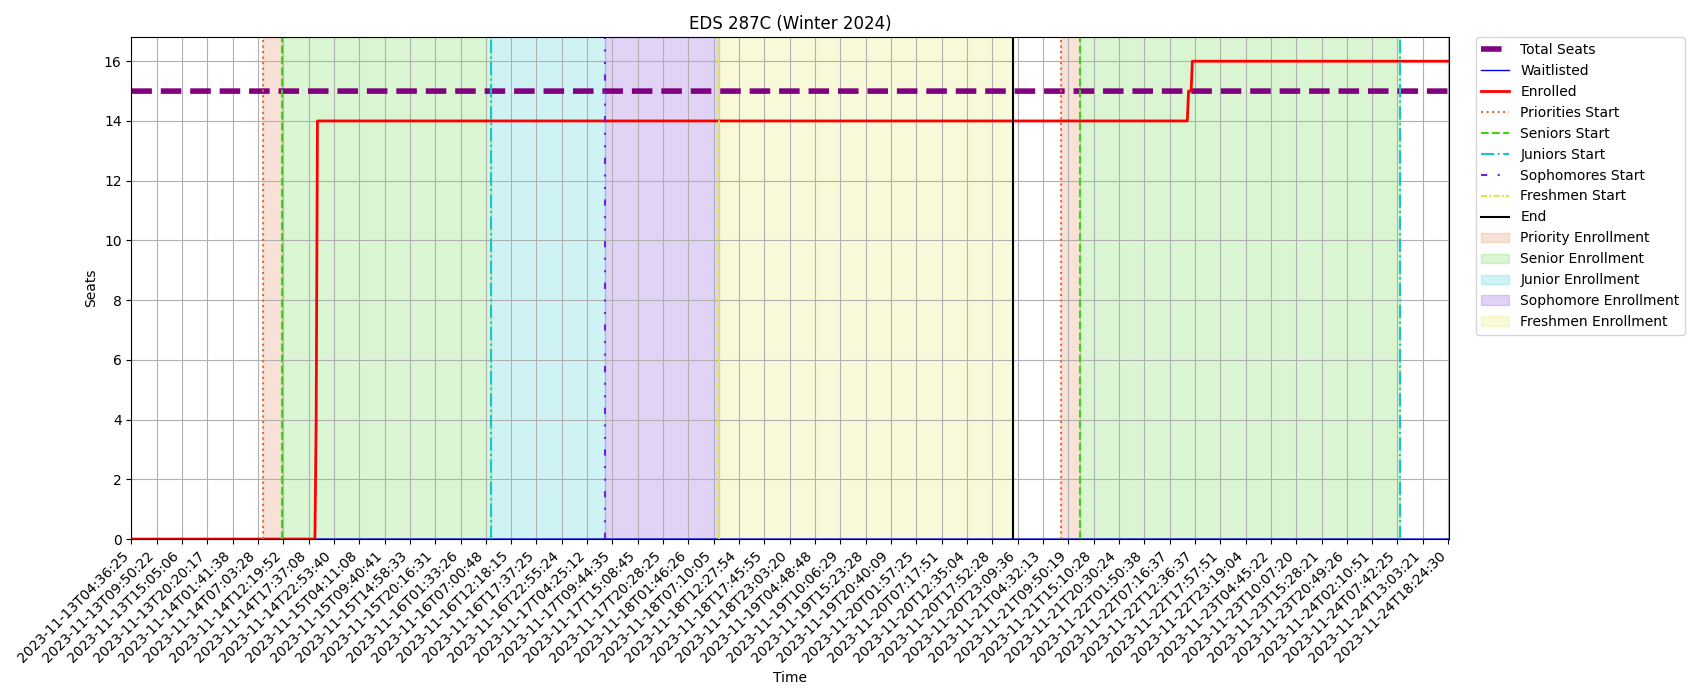 EDS 287C (Winter 2024)
Seats
16
14
12
10
8
6
4
2
0
2023-11-13T04:36:25
2023-11-13T09:50:22
2023-11-13T15:05:06
2023-11-13T20:20:17
2023-11-14T01:41:38
2023-11-14T07:03:28
2023-11-14T12:19:52
2023-11-14T17:37:08
2023-11-14T22:53:40
2023-11-15T04:11:08
2023-11-15T09:40:41
2023-11-15T14:58:33
2023-11-15T20:16:31
2023-11-16T01:33:26
2023-11-16T07:00:48
2023-11-16T12:18:15
2023-11-16T17:37:25
2023-11-16T22:55:24
2023-11-17T04:25:12
2023-11-17T09:44:35
2023-11-17T15:08:45
2023-11-17T20:28:25
2023-11-18T01:46:26
2023-11-18T07:10:05
2023-11-18T12:27:54
2023-11-18T17:45:55
2023-11-18T23:03:20
2023-11-19T04:48:48
2023-11-19T10:06:29
2023-11-19T15:23:28
2023-11-19T20:40:09
2023-11-20T01:57:25
2023-11-20T07:17:51
2023-11-20T12:35:04
2023-11-20T17:52:28
2023-11-20T23:09:36
2023-11-21T04:32:13
2023-11-21T09:50:19
2023-11-21T15:10:28
2023-11-21T20:30:24
2023-11-22T01:50:38
2023-11-22T07:16:37
2023-11-22T12:36:37
2023-11-22T17:57:51
2023-11-22T23:19:04
2023-11-23T04:45:22
2023-11-23T10:07:20
2023-11-23T15:28:21
2023-11-23T20:49:26
2023-11-24T02:10:51
2023-11-24T07:42:25
2023-11-24T13:03:21
2023-11-24T18:24:30
Time
Total Seats
Waitlisted
Enrolled
Priorities Start
Seniors Start
Juniors Start
Sophomores Start
Freshmen Start
End
Priority Enrollment
Senior Enrollment
Junior Enrollment
Sophomore Enrollment
Freshmen Enrollment